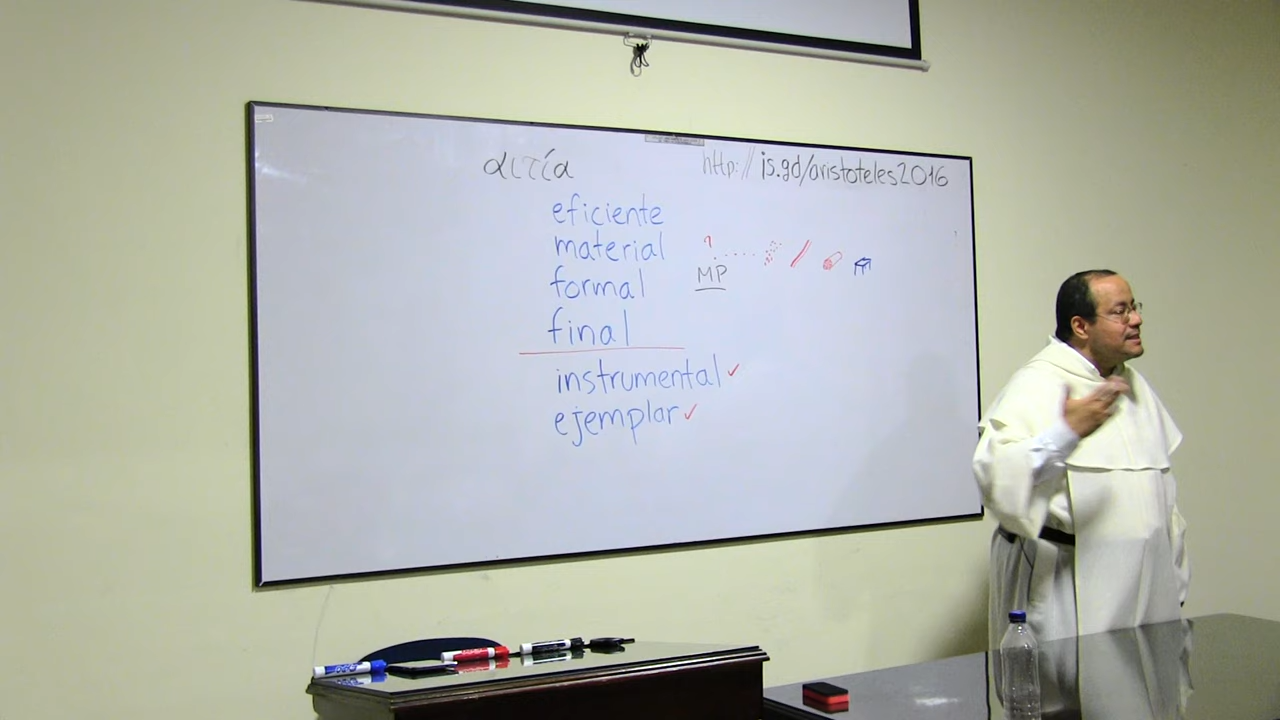 αιτία
http:// is.gd/aristoteles2016
eficiente
material
?
MP
formal
final
instrumental ✓
ejemplar ✓